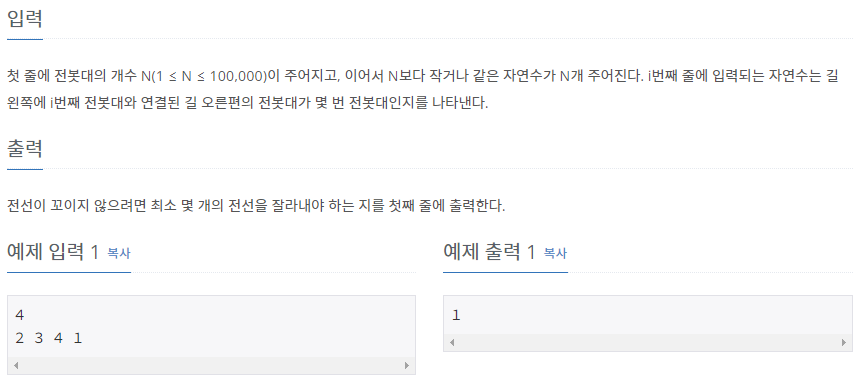 입력
첫 줄에 전봇대의 개수 N(1 ≤ N ≤ 100,000)이 주어지고, 이어서 N보다 작거나 같은 자연수가 N개 주어진다. i번째 줄에 입력되는 자연수는 길
왼쪽에 i번째 전봇대와 연결된 길 오른편의 전봇대가 몇 번 전봇대인지를 나타낸다.
출력
전선이 꼬이지 않으려면 최소 몇 개의 전선을 잘라내야 하는 지를 첫째 줄에 출력한다.
예제 입력 1 복사
4
2 3 4 1
예제 출력 1 복사
1